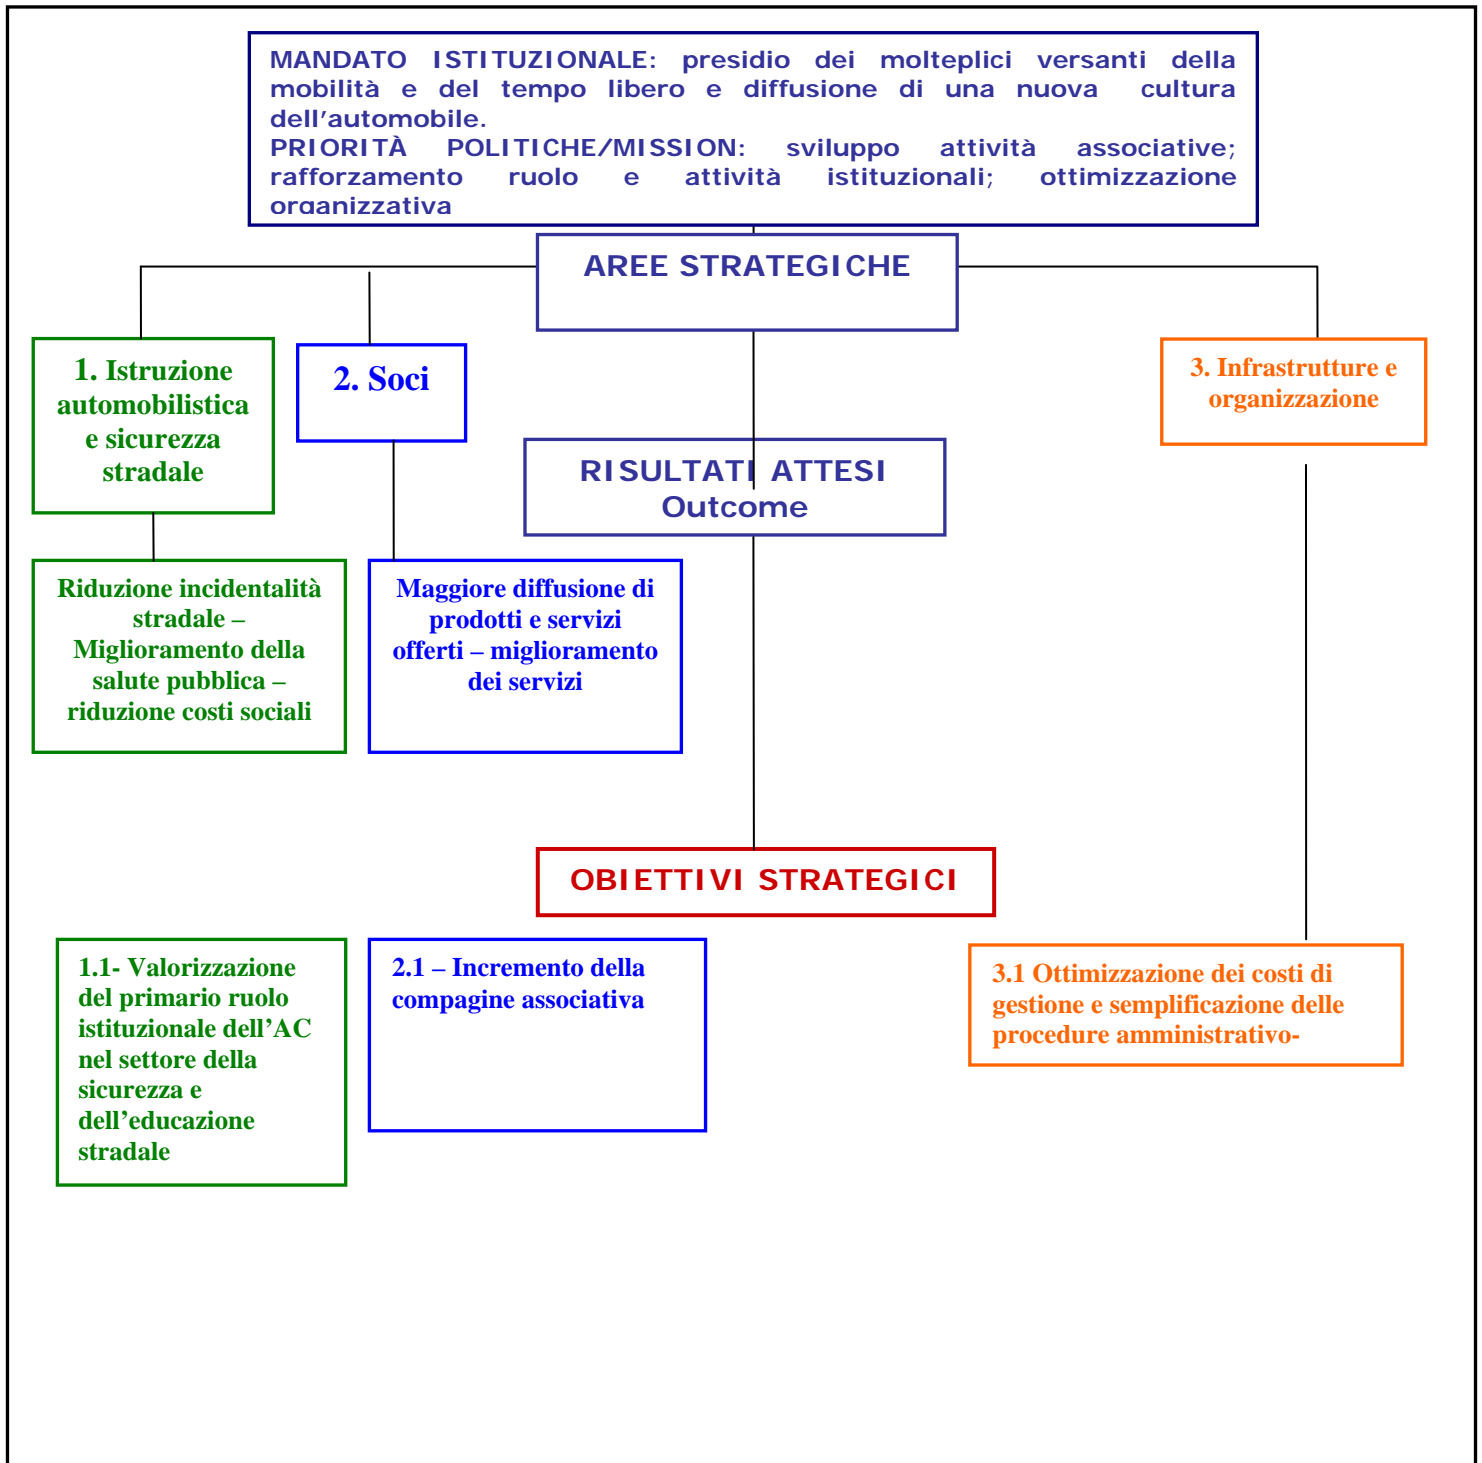 MANDATO ISTITUZIONALE: presidio dei molteplici versanti della
mobilità e del tempo libero e diffusione di una nuova cultura
dell'automobile.
PRIORITÀ POLITICHE/MISSION: sviluppo attività associative;
rafforzamento ruolo e attività istituzionali; ottimizzazione
organizzativa
AREE STRATEGICHE
1. Istruzione
automobilistica
e sicurezza
stradale
2. Soci
3. Infrastrutture e
organizzazione
RISULTATI ATTESI
Outcome
Riduzione incidentalità
stradale –
Miglioramento della
salute pubblica –
riduzione costi sociali
Maggiore diffusione di
prodotti e servizi
offerti – miglioramento
dei servizi
OBIETTIVI STRATEGICI
1.1- Valorizzazione
del primario ruolo
istituzionale dell’AC
nel settore della
sicurezza e
dell’educazione
stradale
2.1 – Incremento della
compagine associativa
3.1 Ottimizzazione dei costi di
gestione e semplificazione delle
procedure amministrativo-